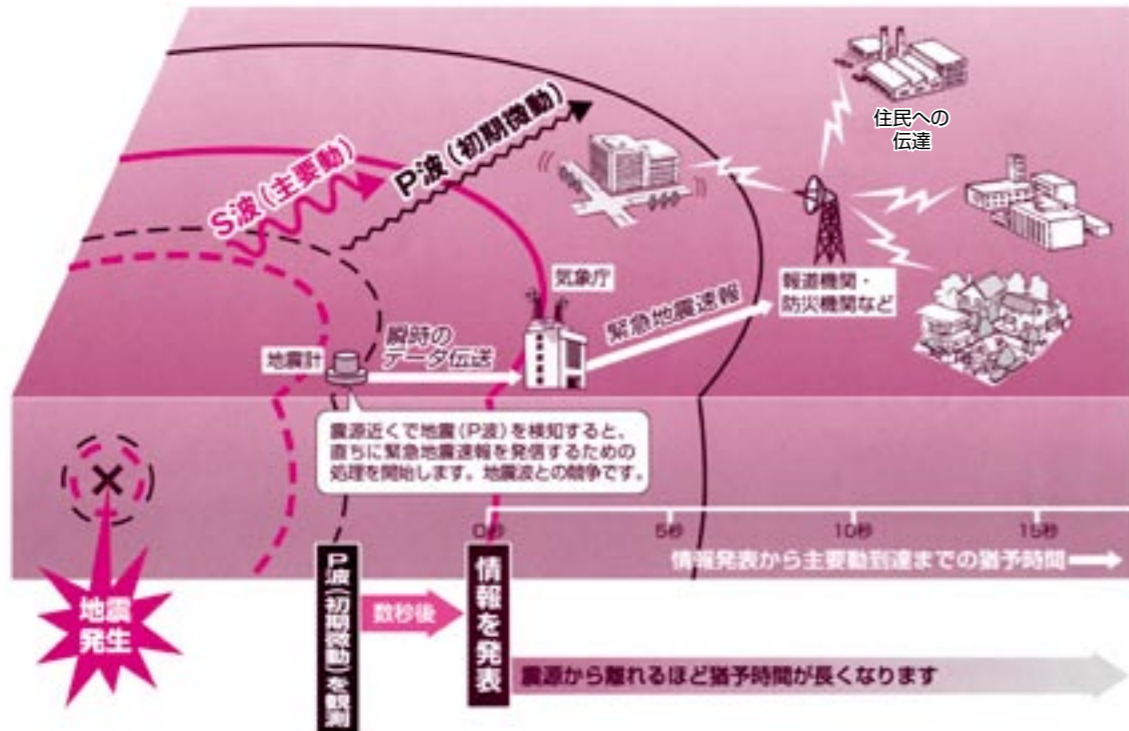 住民への
伝達
P波(初期微動)
S波(主要動)
気象庁
緊急地震速報
報道機関・
防災機関など
地震計
瞬時の
データ伝送
震源近くで地震(P波)を検知すると、
直ちに緊急地震速報を発信するための
処理を開始します。地震波との競争です。
0秒
5秒
10秒
15秒
情報発表から主要動到達までの猶予時間
地震
発生
P波(初期微動)を観測
数秒後
情報を発表
震源から離れるほど猶予時間が長くなります